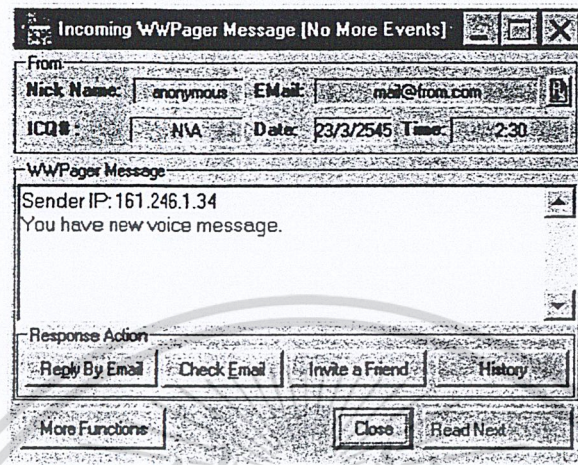 Incoming WWPager Message [No More Events]
From
Nick Name: anonymous EMail: mail@from.com
ICQ#: N\A Date: 23/3/2545 Time: 2:30
WWPager Message
Sender IP: 161.246.1.34
You have new voice message.
Response Action
Reply By Email Check Email Invite a Friend History
More Functions Close Read Next